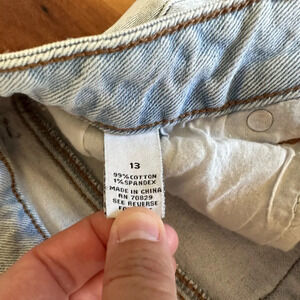 13
99% COTTON
1% SPANDEX
MADE IN CHINA
RN 70829
SEE REVERSE